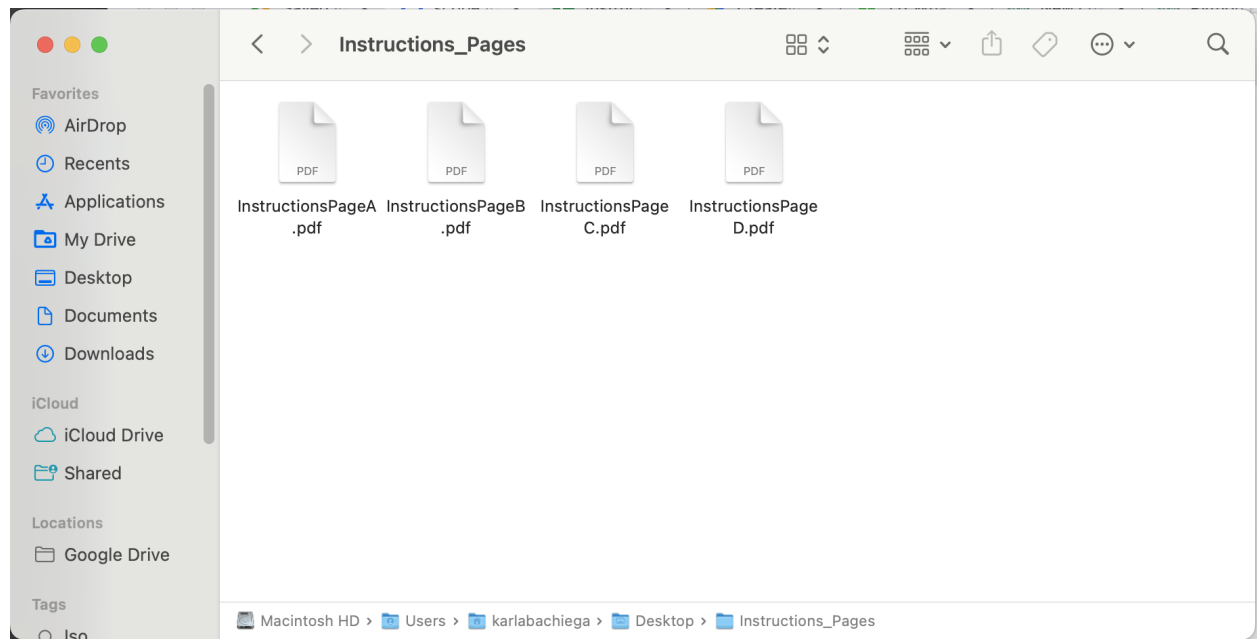 Instructions_Pages
Favorites
AirDrop
Recents
Applications
My Drive
Desktop
Documents
Downloads
iCloud
iCloud Drive
Shared
Locations
Google Drive
Tags
PDF
PDF
PDF
PDF
InstructionsPageA InstructionsPageB InstructionsPage InstructionsPage
.pdf .pdf C.pdf D.pdf
Macintosh HD › Users › karlabachiega › Desktop › Instructions_Pages